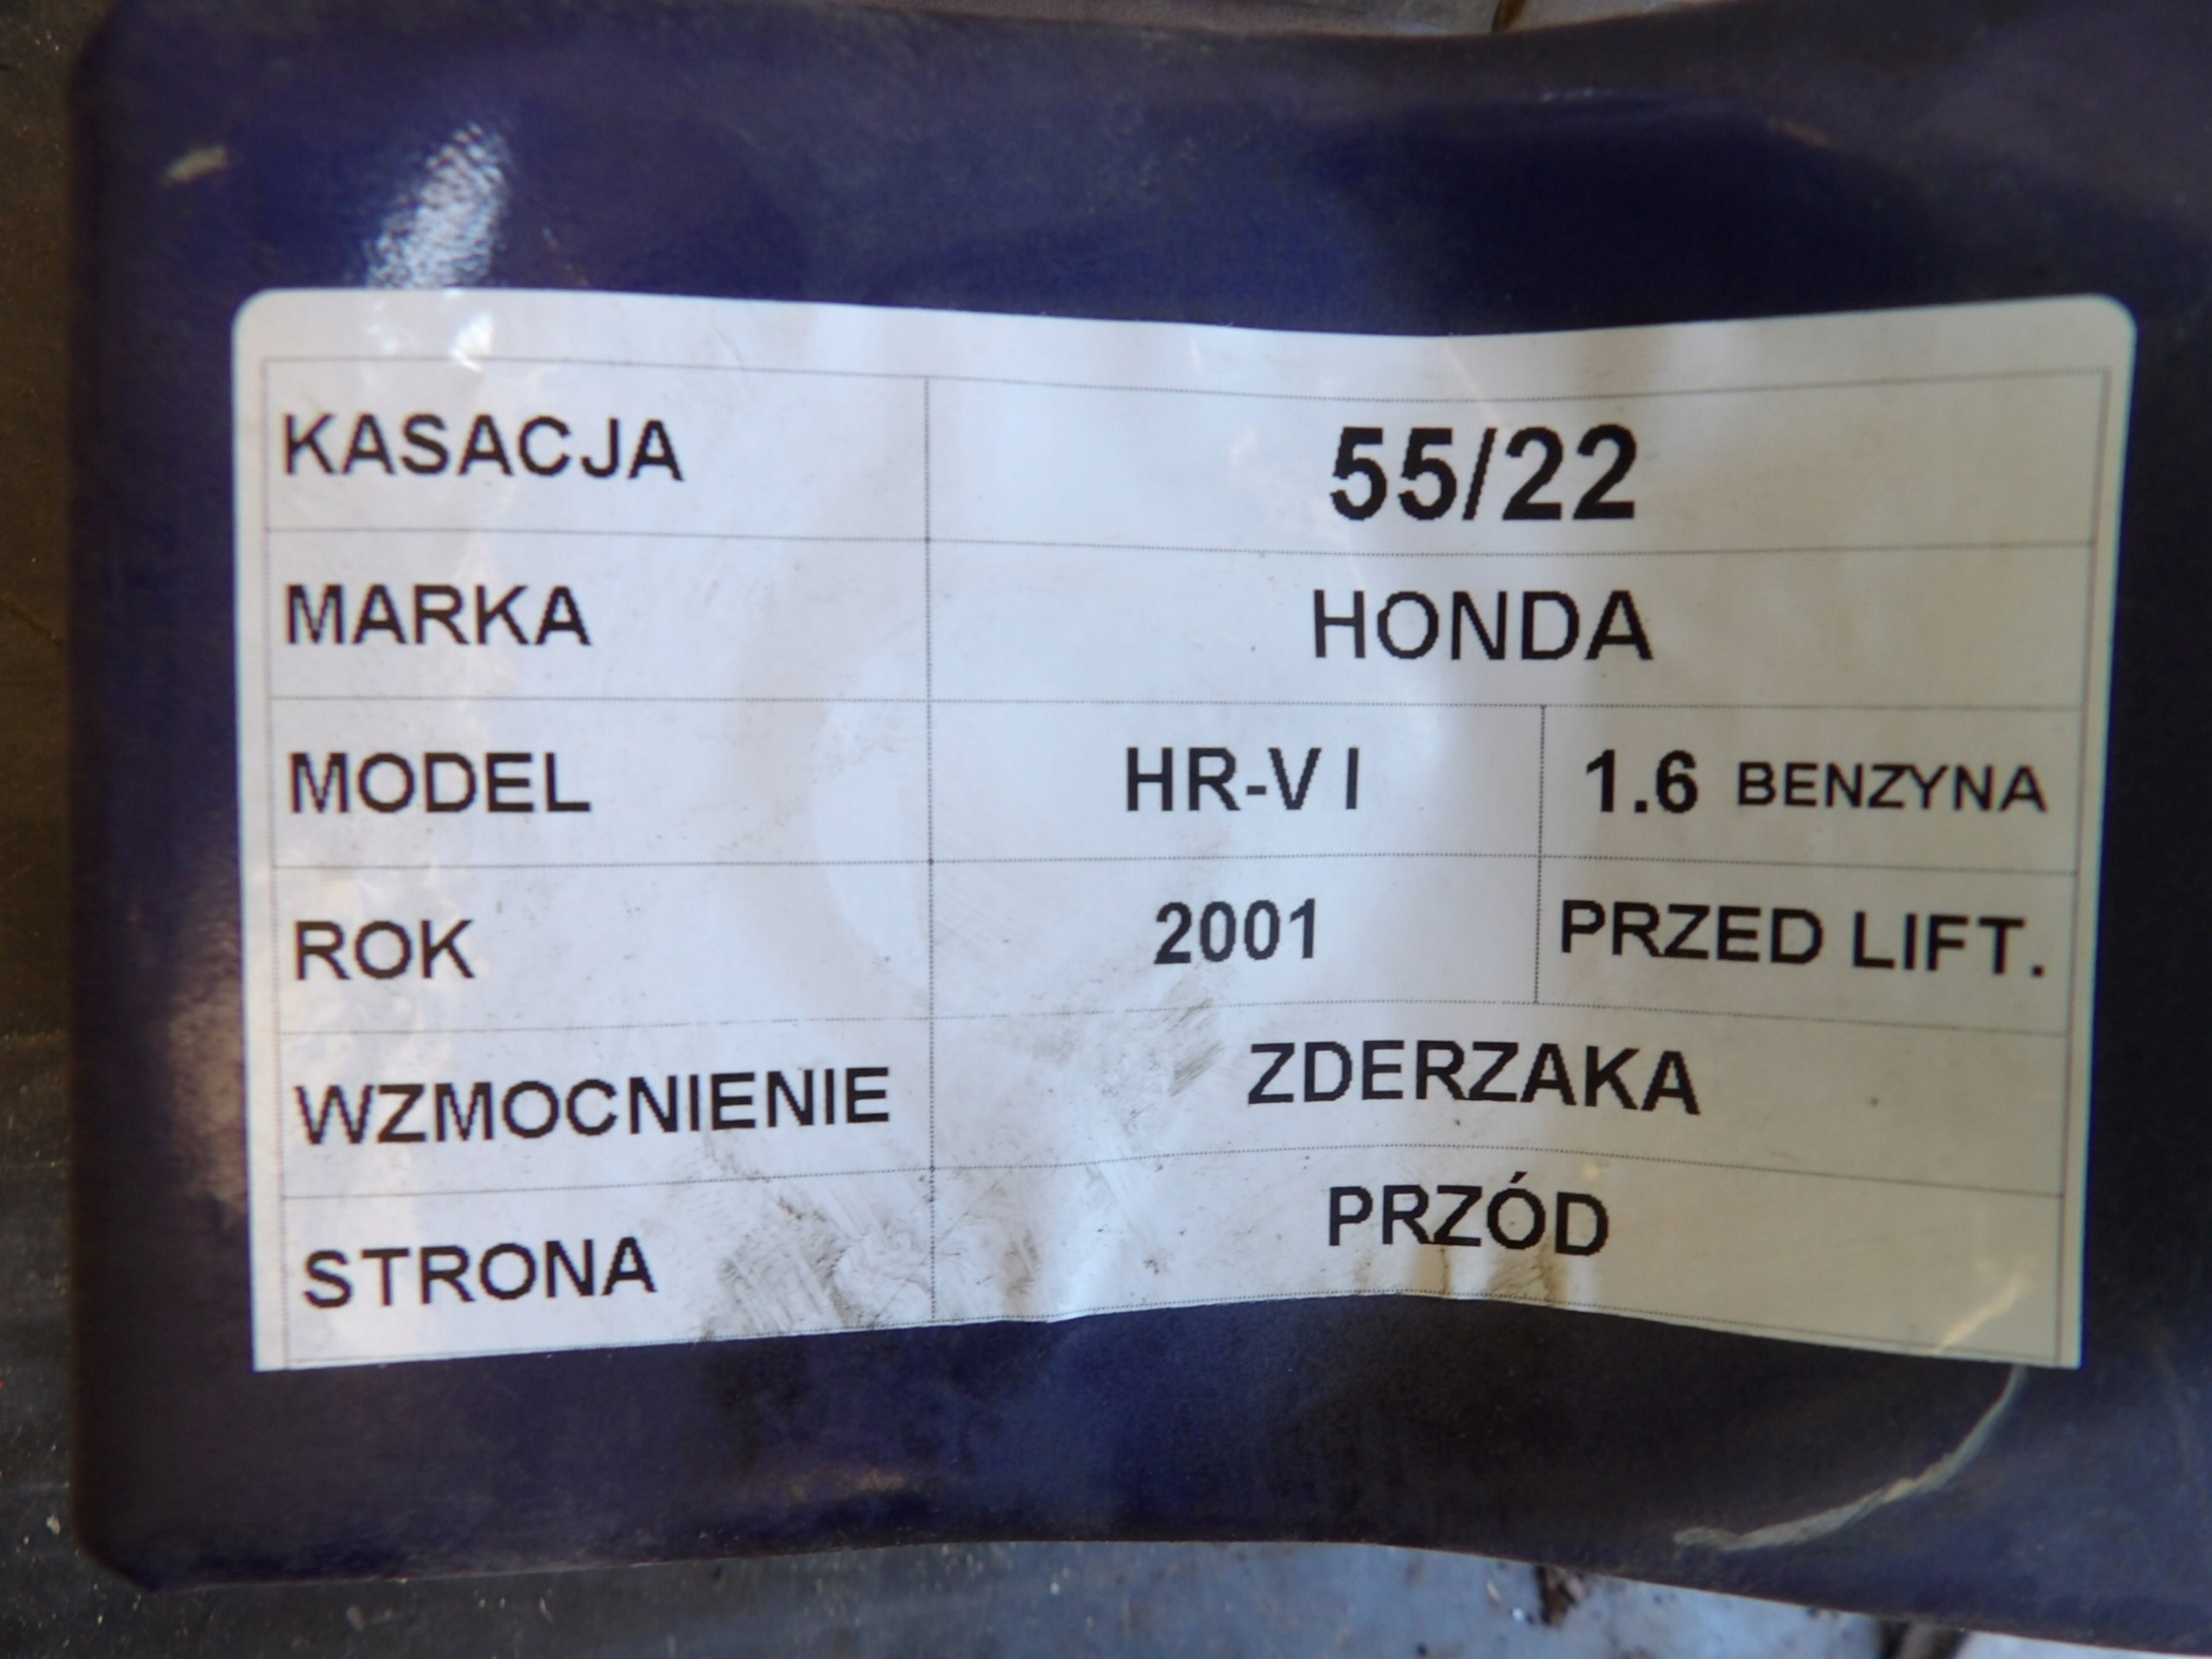 KASACJA 55/22
MARKA HONDA
MODEL HR-V I 1.6 BENZYNA
ROK 2001 PRZED LIFT.
WZMOCNIENIE ZDERZAKA
STRONA PRZÓD